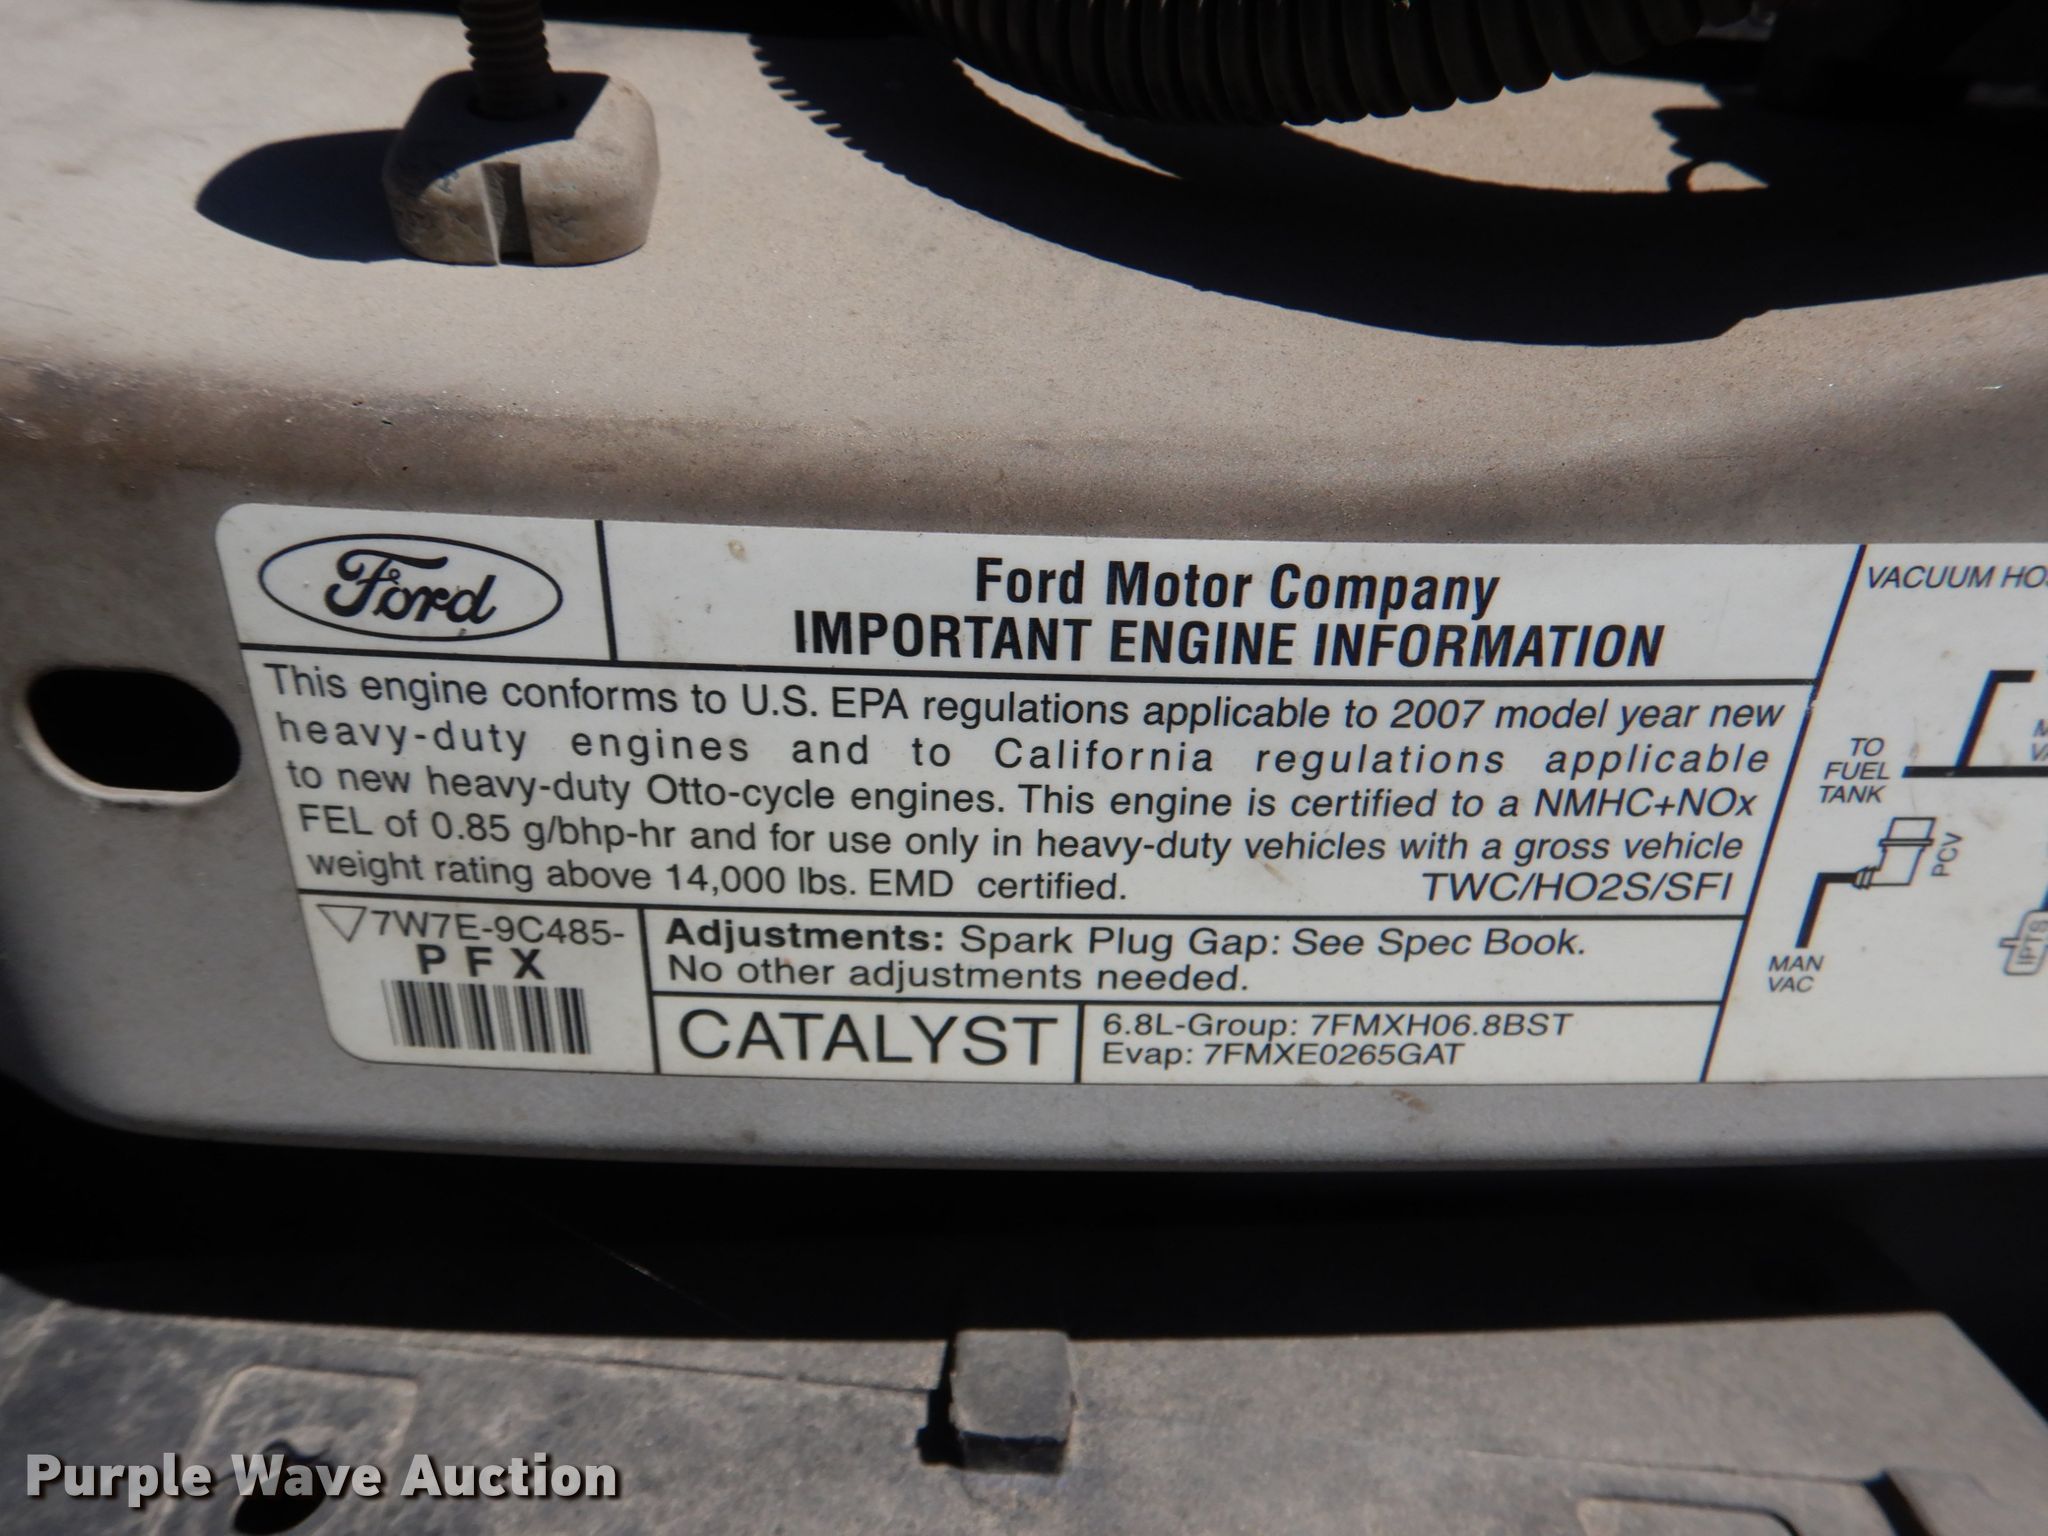 Ford
Ford Motor Company
IMPORTANT ENGINE INFORMATION
This engine conforms to U.S. EPA regulations applicable to 2007 model year new
heavy-duty engines and to California regulations applicable
to new heavy-duty Otto-cycle engines. This engine is certified to a NMHC+NOx
FEL of 0.85 g/bhp-hr and for use only in heavy-duty vehicles with a gross vehicle
weight rating above 14,000 lbs. EMD certified. TWC/HO2S/SFI
7W7E-9C485-
PFX
Adjustments: Spark Plug Gap: See Spec Book.
No other adjustments needed.
CATALYST
6.8L-Group: 7FMXH06.8BST
Evap: 7FMXE0265GAT
VACUUM
TO
FUEL
TANK
PCV
MAN
VAC
IPTS
Purple Wave Auction